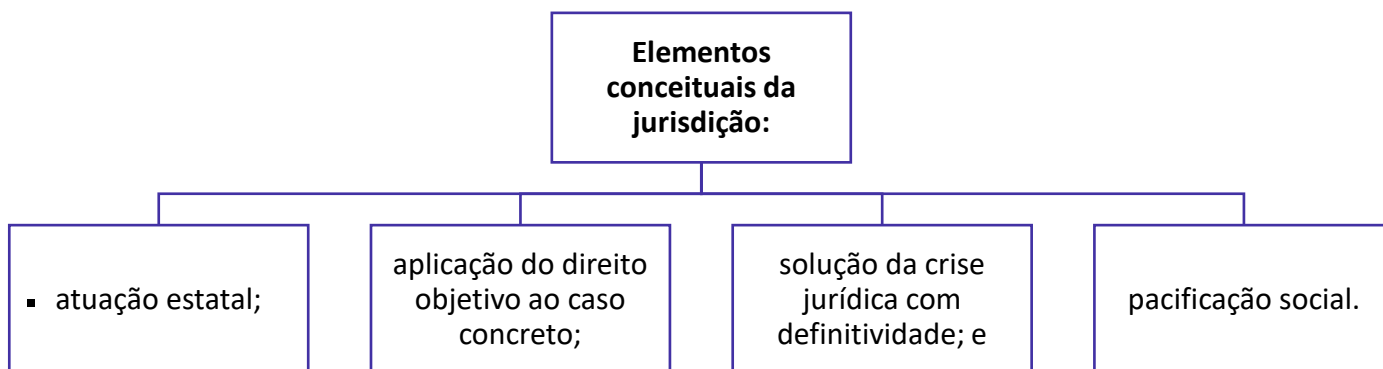 Elementos
conceituais da
jurisdição:
▪ atuação estatal;
aplicação do direito
objetivo ao caso
concreto;
solução da crise
jurídica com
definitividade; e
pacificação social.